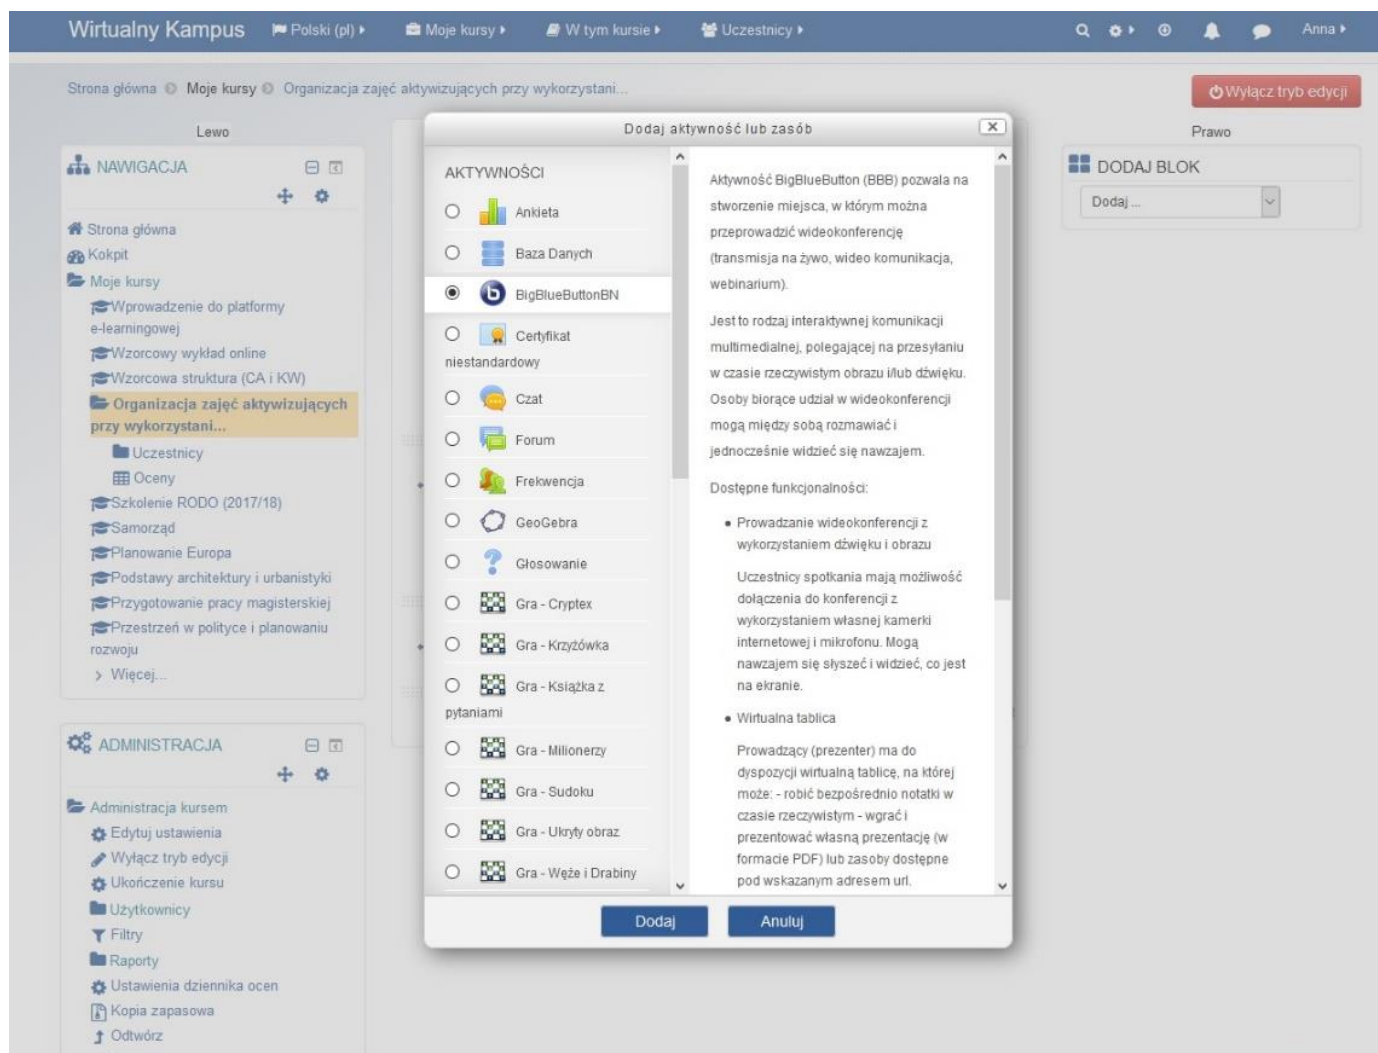 Wirtualny Kampus Polski (pl) Moje kursy W tym kursie Uczestnicy Anna
Strona główna Moje kursy Organizacja zajęć aktywizujących przy wykorzystani...
Wyłącz tryb edycji
Lewo
NAWIGACJA
Strona główna
Kokpit
Moje kursy
Wprowadzenie do platformy
e-learningowej
Wzorcowy wykład online
Wzorcowa struktura (CA i KW)
Organizacja zajęć aktywizujących
przy wykorzystani...
Uczestnicy
Oceny
Szkolenie RODO (2017/18)
Samorząd
Planowanie Europa
Podstawy architektury i urbanistyki
Przygotowanie pracy magisterskiej
Przestrzeń w polityce i planowaniu
rozwoju
Więcej...
ADMINISTRACJA
Administracja kursem
Edytuj ustawienia
Wyłącz tryb edycji
Ukończenie kursu
Użytkownicy
Filtry
Raporty
Ustawienia dziennika ocen
Kopia zapasowa
Odtwórz
Dodaj aktywność lub zasób
AKTYWNOŚCI
Ankieta
Baza Danych
BigBlueButtonBN
Certyfikat
niestandardowy
Czat
Forum
Frekwencja
GeoGebra
Głosowanie
Gra - Cryptex
Gra - Krzyżówka
Gra - Książka z
pytaniami
Gra - Milionerzy
Gra - Sudoku
Gra - Ukryty obraz
Gra - Węże i Drabiny
Aktywność BigBlueButton (BBB) pozwala na
stworzenie miejsca, w którym można
przeprowadzić wideokonferencję
(transmisja na żywo, wideo komunikacja,
webinarium).
Jest to rodzaj interaktywnej komunikacji
multimedialnej, polegającej na przesyłaniu
w czasie rzeczywistym obrazu i/lub dźwięku.
Osoby biorące udział w wideokonferencji
mogą między sobą rozmawiać i
jednocześnie widzieć się nawzajem.
Dostępne funkcjonalności:
Prowadzanie wideokonferencji z
wykorzystaniem dźwięku i obrazu
Uczestnicy spotkania mają możliwość
dołączenia do konferencji z
wykorzystaniem własnej kamerki
internetowej i mikrofonu. Mogą
nawzajem się słyszeć i widzieć, co jest
na ekranie.
Wirtualna tablica
Prowadzący (prezenter) ma do
dyspozycji wirtualną tablicę, na której
może: - robić bezpośrednio notatki w
czasie rzeczywistym - wgrać i
prezentować własną prezentację (w
formacie PDF) lub zasoby dostępne
pod wskazanym adresem url.
Dodaj Anuluj
Prawo
DODAJ BLOK
Dodaj ...